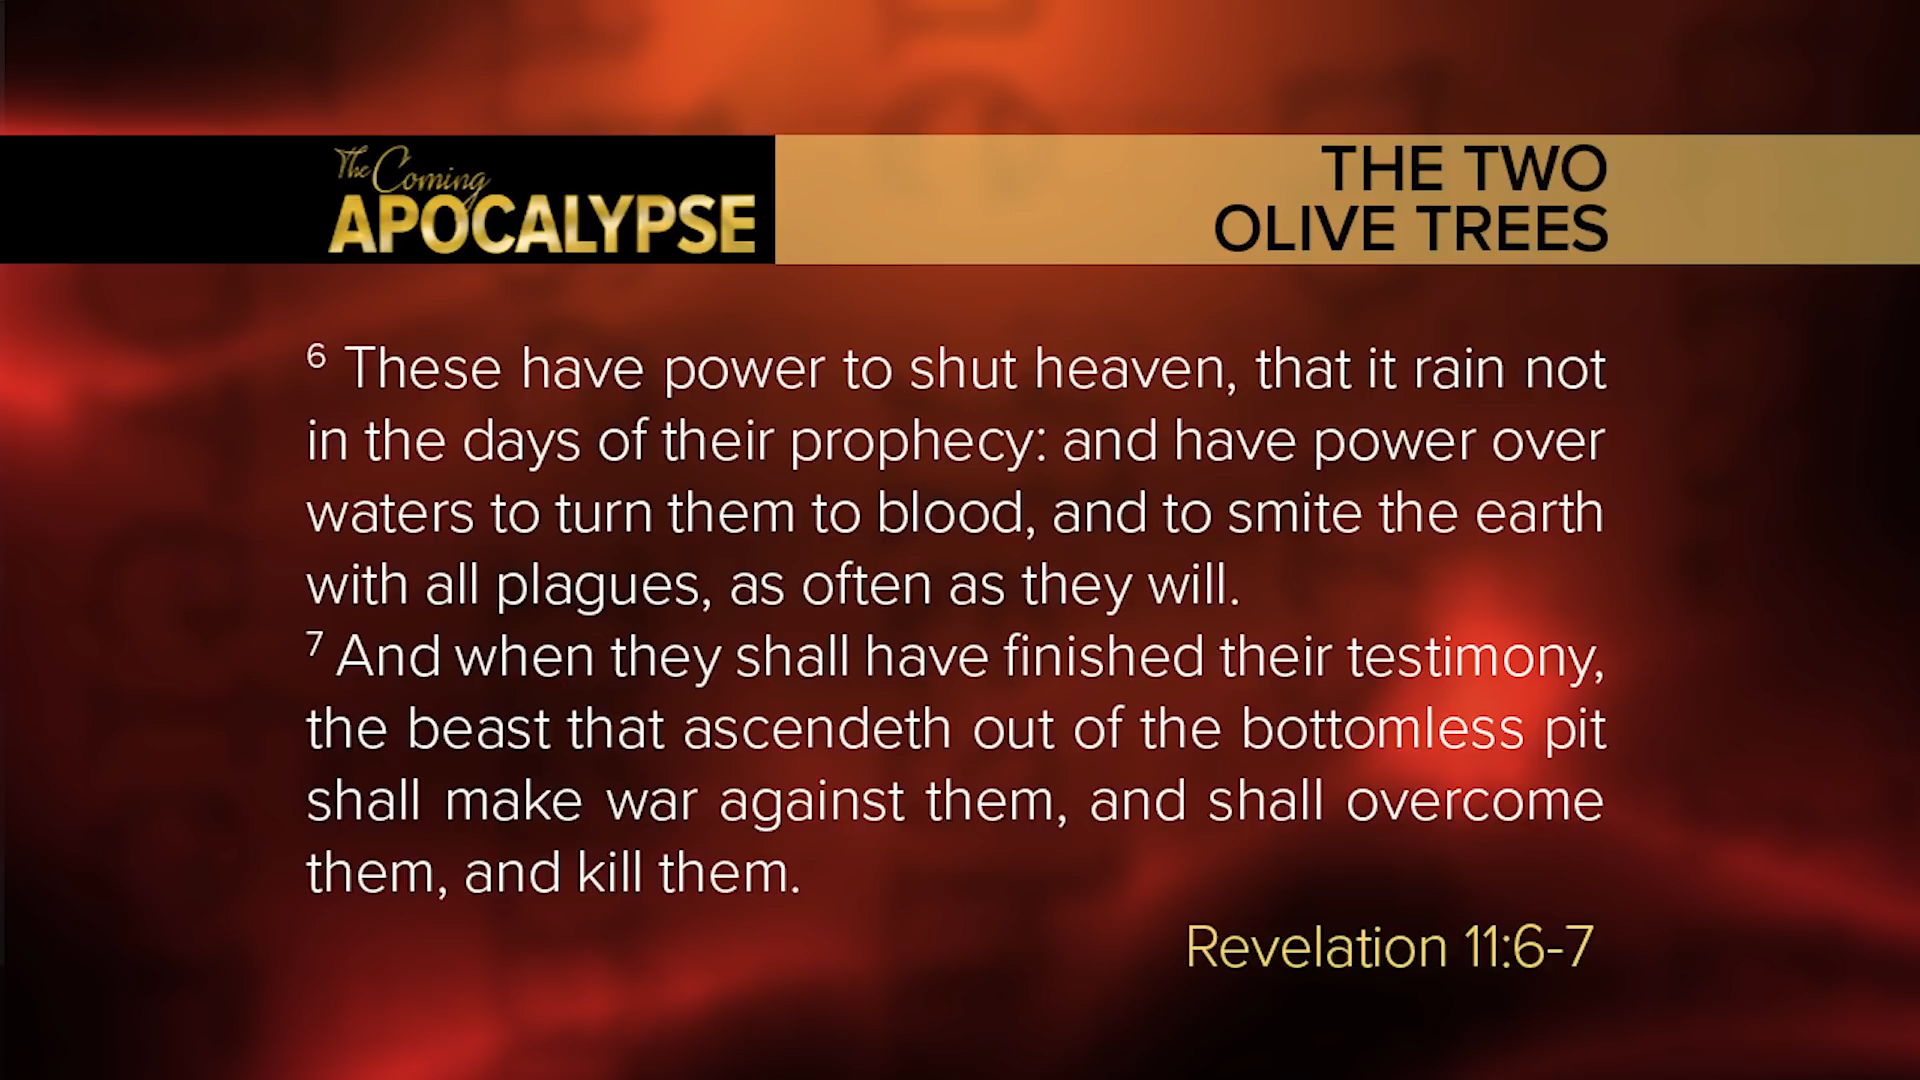 The Coming
APOCALYPSE
THE TWO
OLIVE TREES
6 These have power to shut heaven, that it rain not
in the days of their prophecy: and have power over
waters to turn them to blood, and to smite the earth
with all plagues, as often as they will.
7 And when they shall have finished their testimony,
the beast that ascendeth out of the bottomless pit
shall make war against them, and shall overcome
them, and kill them.
Revelation 11:6-7